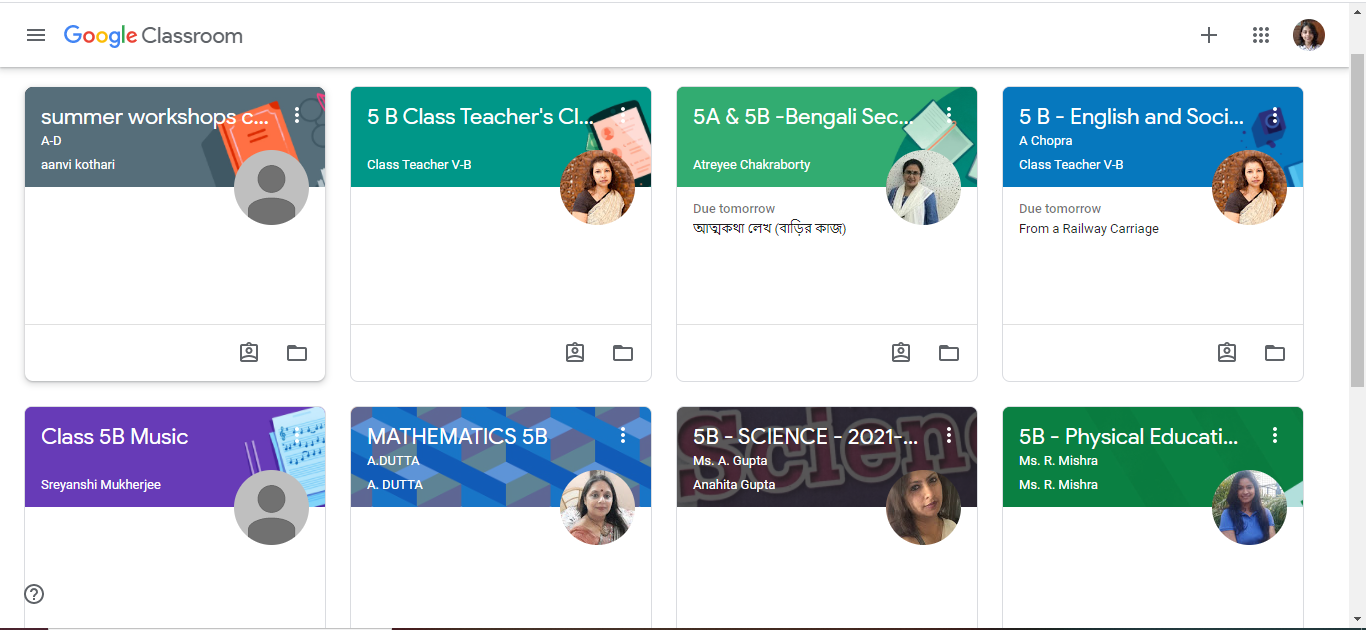 Google Classroom
summer workshops c...
A-D
aanvi kothari
5 B Class Teacher's Cl...
Class Teacher V-B
5A & 5B -Bengali Sec...
Atreyee Chakraborty
Due tomorrow
আত্মকথা লেখ (বাড়ির কাজ)
5 B - English and Soci...
A Chopra
Class Teacher V-B
Due tomorrow
From a Railway Carriage
Class 5B Music
Sreyanshi Mukherjee
MATHEMATICS 5B
A.DUTTA
A. DUTTA
5B - SCIENCE - 2021-...
Ms. A. Gupta
Anahita Gupta
5B - Physical Educati...
Ms. R. Mishra
Ms. R. Mishra